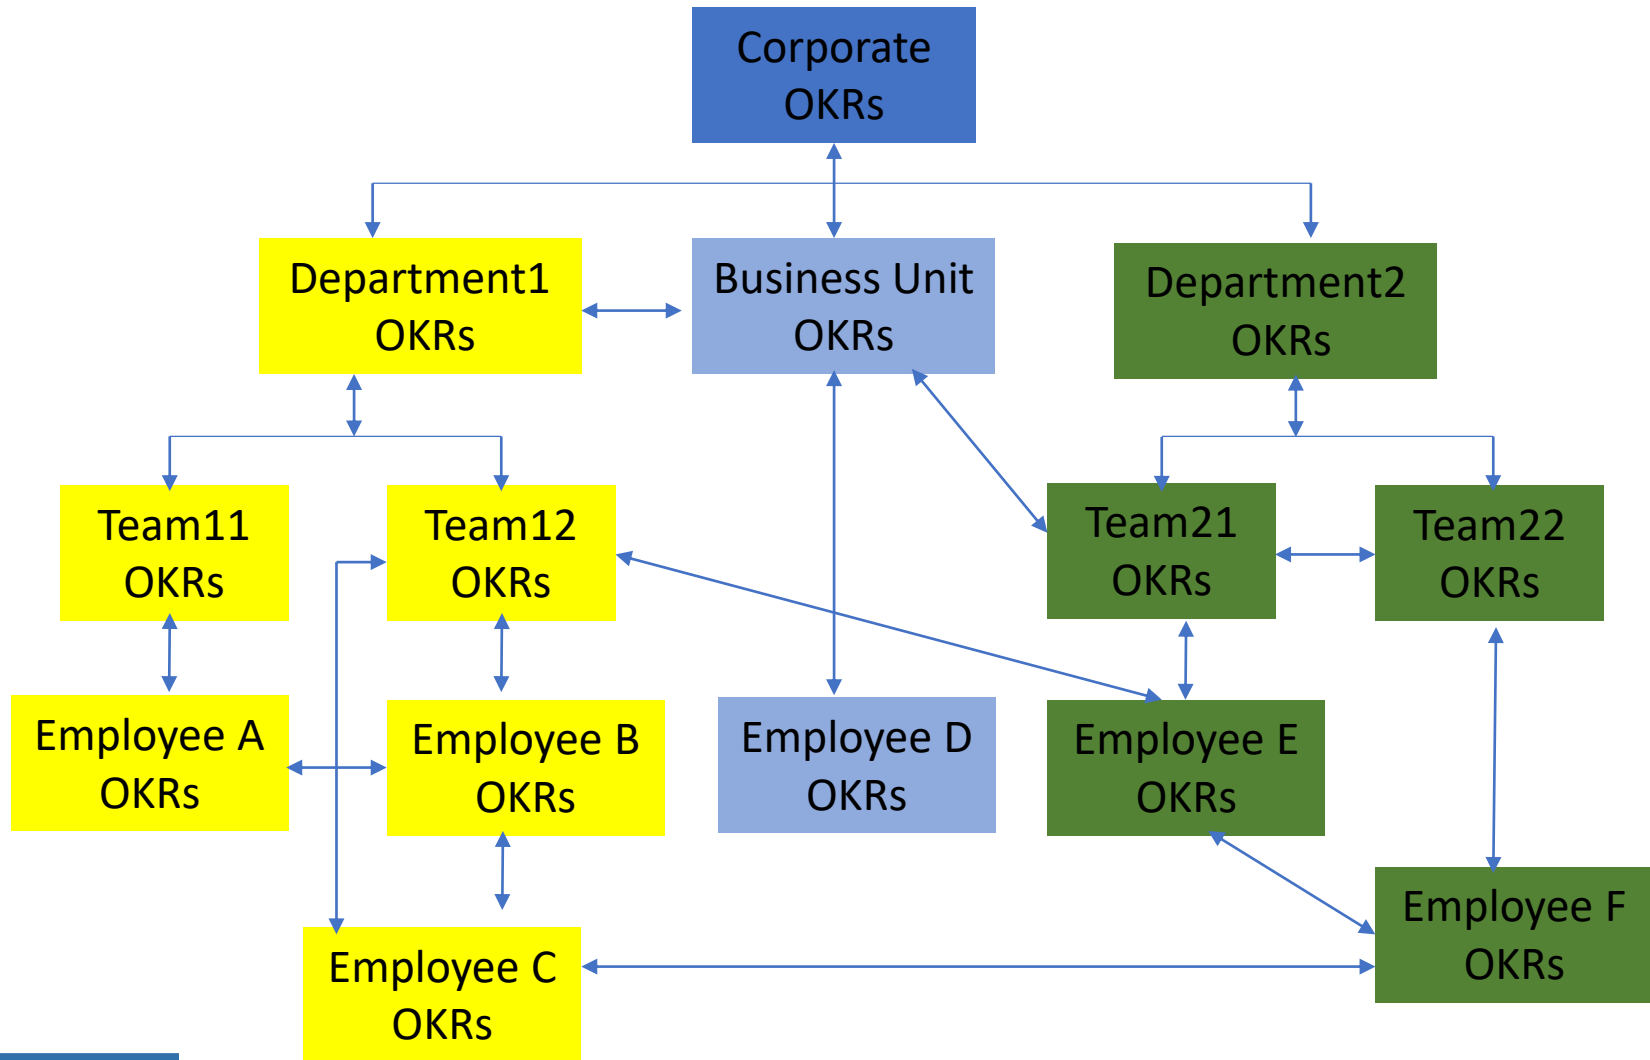 Corporate
OKRs
Department1
OKRs
Business Unit
OKRs
Department2
OKRs
Team11
OKRs
Team12
OKRs
Team21
OKRs
Team22
OKRs
Employee A
OKRs
Employee B
OKRs
Employee D
OKRs
Employee E
OKRs
Employee C
OKRs
Employee F
OKRs